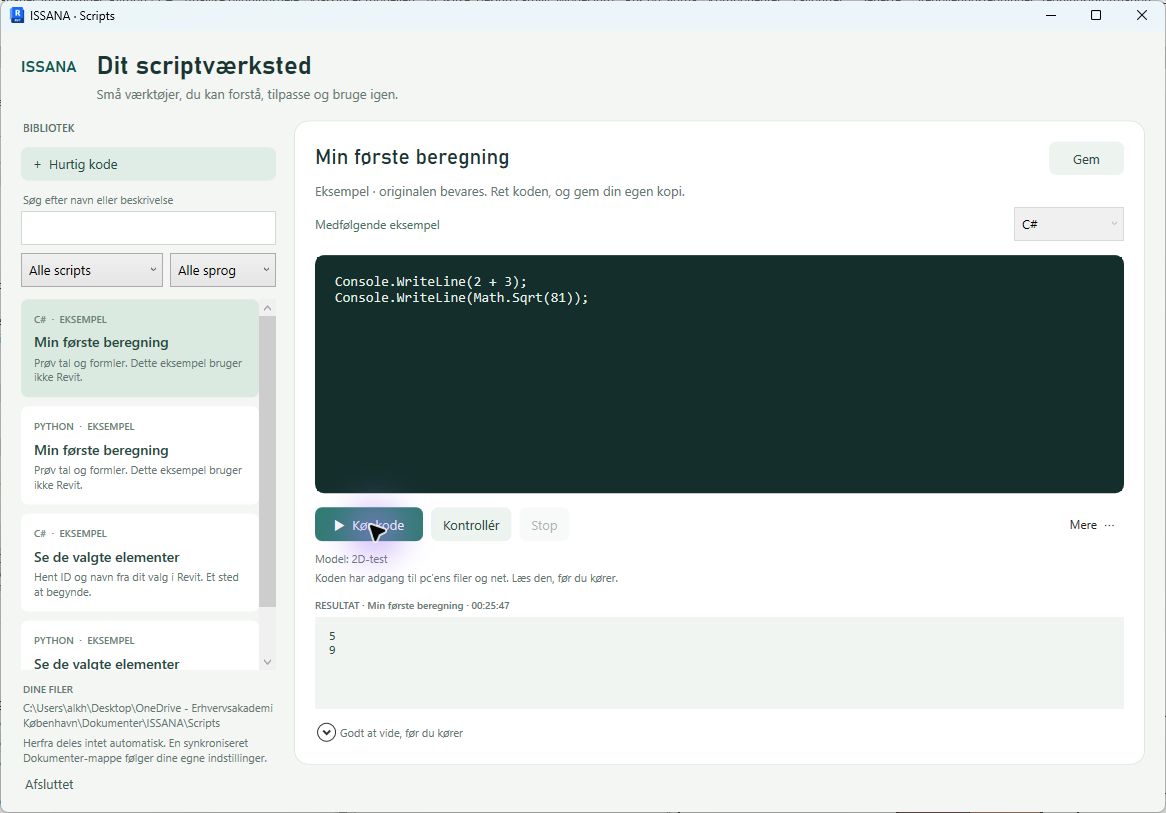 ISSANA · Scripts
ISSANA
Dit scriptværksted
Små værktøjer, du kan forstå, tilpasse og bruge igen.
BIBLIOTEK
+ Hurtig kode
Søg efter navn eller beskrivelse
Alle scripts
Alle sprog
C# · EKSEMPEL
Min første beregning
Prøv tal og formler. Dette eksempel bruger
ikke Revit.
PYTHON · EKSEMPEL
Min første beregning
Prøv tal og formler. Dette eksempel bruger
ikke Revit.
C# · EKSEMPEL
Se de valgte elementer
Hent ID og navn fra dit valg i Revit. Et sted
at begynde.
PYTHON · EKSEMPEL
Se de valgte elementer
DINE FILER
C:\Users\alkh\Desktop\OneDrive - Erhvervsakademi
København\Dokumenter\ISSANA\Scripts
Herfra deles intet automatisk. En synkroniseret
Dokumenter-mappe følger dine egne indstillinger.
Afsluttet
Min første beregning
Gem
Eksempel · originalen bevares. Ret koden, og gem din egen kopi.
Medfølgende eksempel
C#
Console.WriteLine(2 + 3);
Console.WriteLine(Math.Sqrt(81));
Kør kode
Kontrollér
Stop
Mere ···
Model: 2D-test
Koden har adgang til pc'ens filer og net. Læs den, før du kører.
RESULTAT · Min første beregning · 00:25:47
5
9
Godt at vide, før du kører